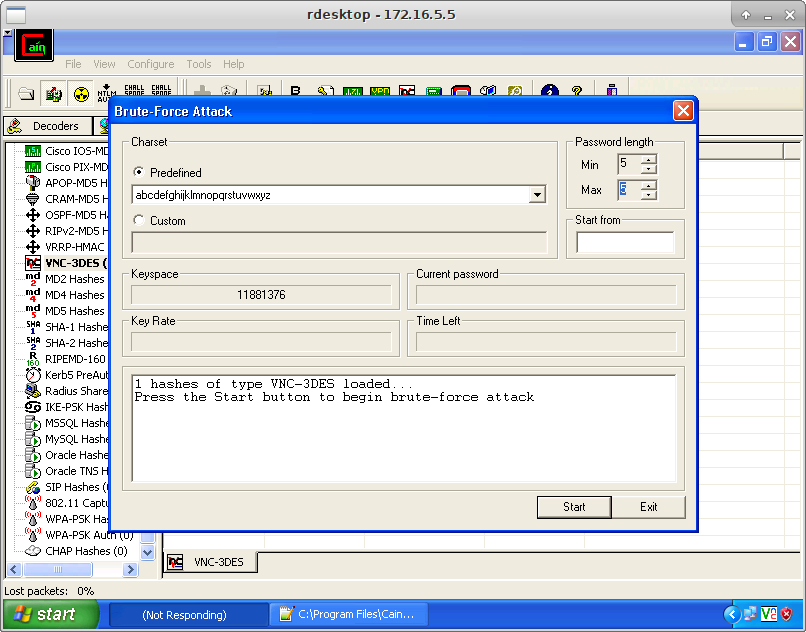 rdesktop - 172.16.5.5
Cain
File View Configure Tools Help
NTLM AUTH CHALL SPOOF CHALL SPOOF
Decoders
Brute-Force Attack
Charset
Predefined
abcdefghijklmnopqrstuvwxyz
Custom
Password length
Min 5
Max 5
Start from
Keyspace
11881376
Current password
Key Rate
Time Left
1 hashes of type VNC-3DES loaded...
Press the Start button to begin brute-force attack
Start Exit
Cisco IOS-MD
Cisco PIX-MD
APOP-MD5 H
CRAM-MD5 H
OSPF-MD5 Ha
RIPv2-MD5 H
VRRP-HMAC
VNC-3DES (
MD2 Hashes
MD4 Hashes
MD5 Hashes
SHA-1 Hashe
SHA-2 Hashe
RIPEMD-160
Kerb5 PreAut
Radius Share
IKE-PSK Hash
MSSQL Hashe
MySQL Hashe
Oracle Hashe
Oracle TNS H
SIP Hashes (
802.11 Captu
WPA-PSK Has
WPA-PSK Auth (0)
CHAP Hashes (0)
VNC-3DES
Lost packets: 0%
start
(Not Responding)
C:\Program Files\Cain...